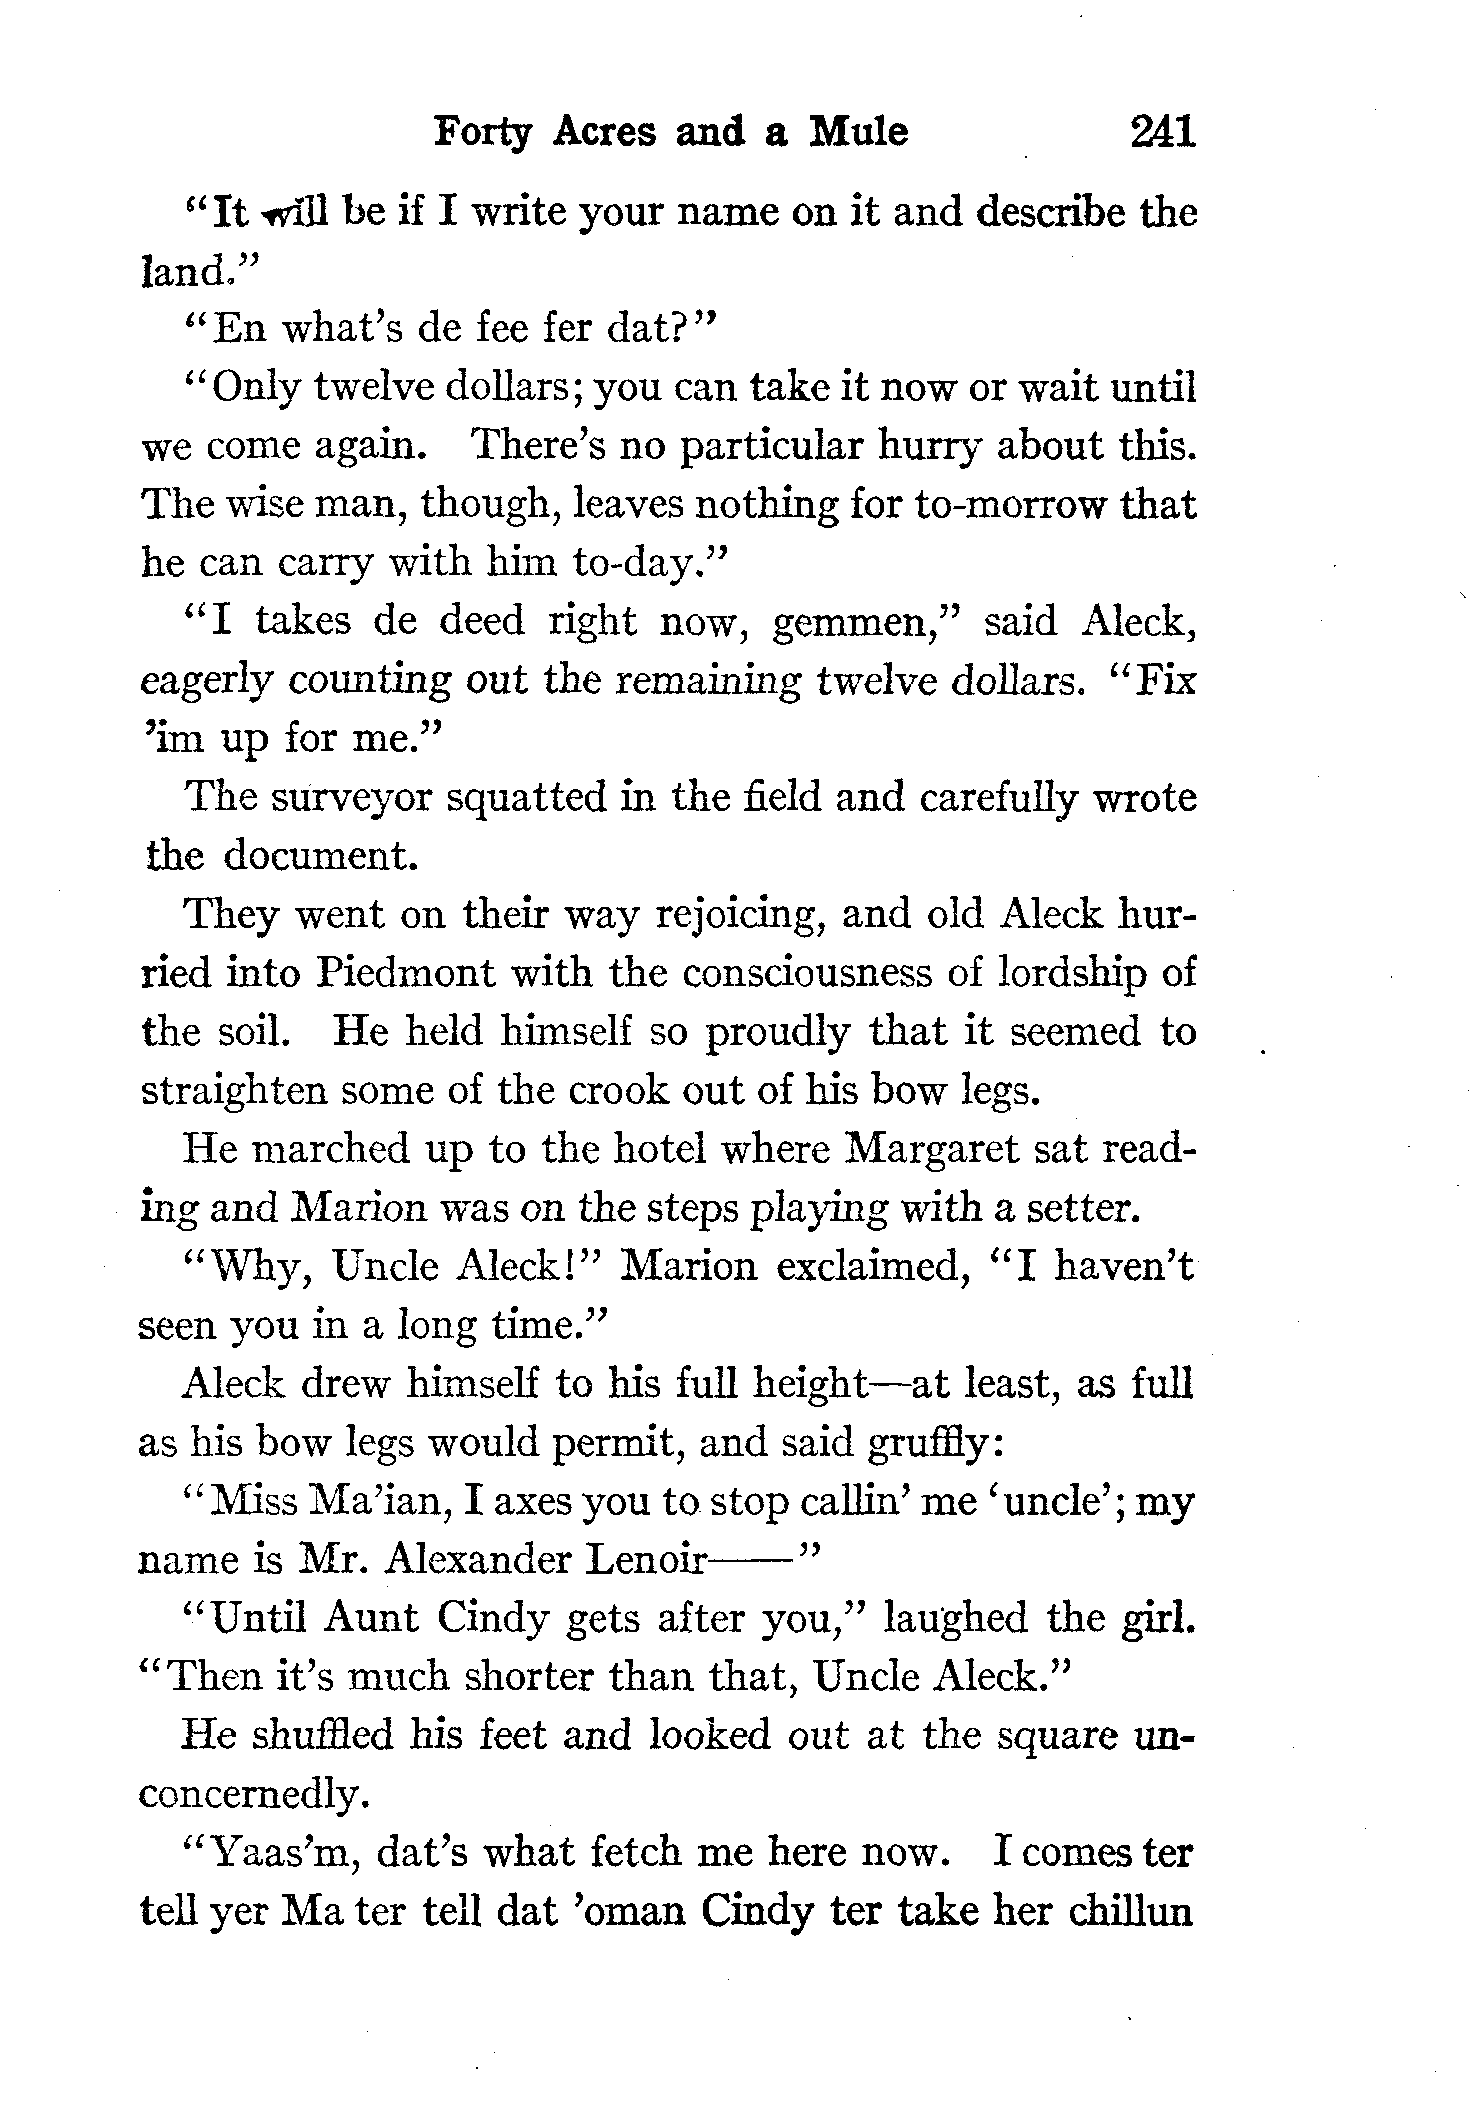 Forty Acres and a Mule 241
“It will be if I write your name on it and describe the
land.”
“En what’s de fee fer dat?”
“Only twelve dollars; you can take it now or wait until
we come again. There’s no particular hurry about this.
The wise man, though, leaves nothing for to-morrow that
he can carry with him to-day.”
“I takes de deed right now, gemmen,” said Aleck,
eagerly counting out the remaining twelve dollars. “Fix
’im up for me.”
The surveyor squatted in the field and carefully wrote
the document.
They went on their way rejoicing, and old Aleck hur-
ried into Piedmont with the consciousness of lordship of
the soil. He held himself so proudly that it seemed to
straighten some of the crook out of his bow legs.
He marched up to the hotel where Margaret sat read-
ing and Marion was on the steps playing with a setter.
“Why, Uncle Aleck!” Marion exclaimed, “I haven’t
seen you in a long time.”
Aleck drew himself to his full height—at least, as full
as his bow legs would permit, and said gruffly:
“Miss Ma’ian, I axes you to stop callin’ me ‘uncle’; my
name is Mr. Alexander Lenoir——”
“Until Aunt Cindy gets after you,” laughed the girl.
“Then it’s much shorter than that, Uncle Aleck.”
He shuffled his feet and looked out at the square un-
concernedly.
“Yaas’m, dat’s what fetch me here now. I comes ter
tell yer Ma ter tell dat ’oman Cindy ter take her chillun